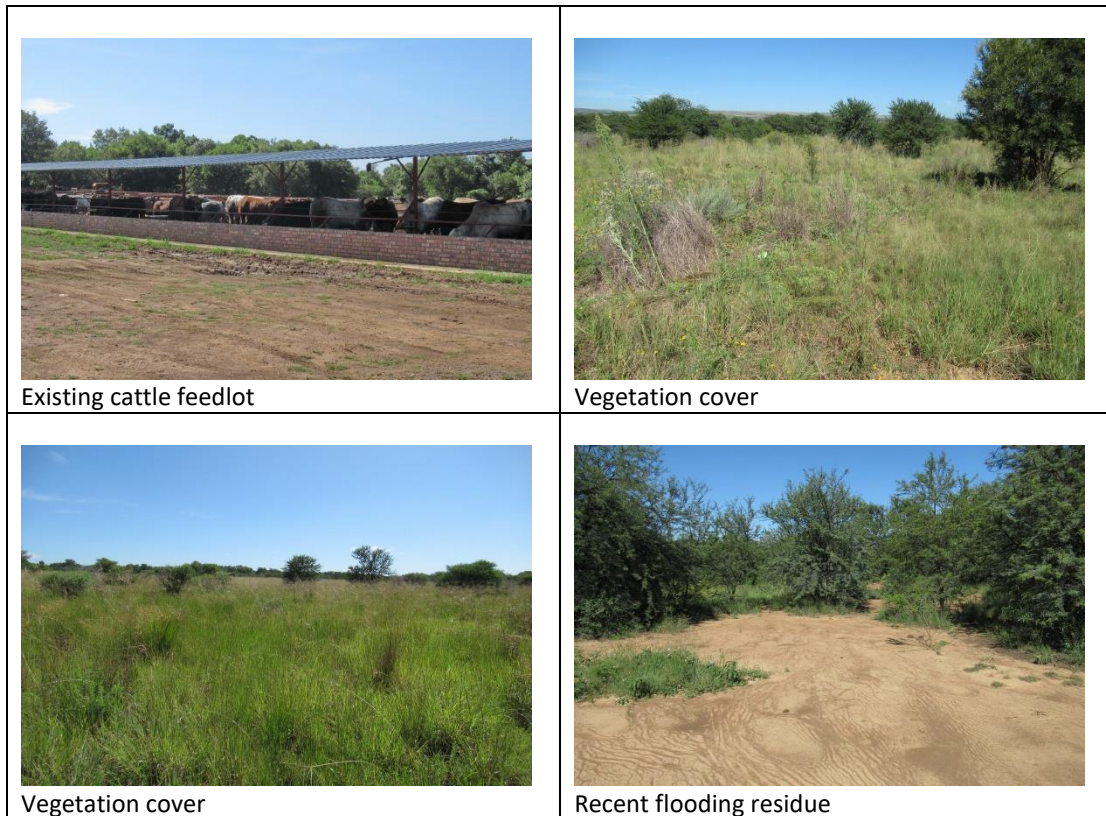 Existing cattle feedlot
Vegetation cover
Vegetation cover
Recent flooding residue